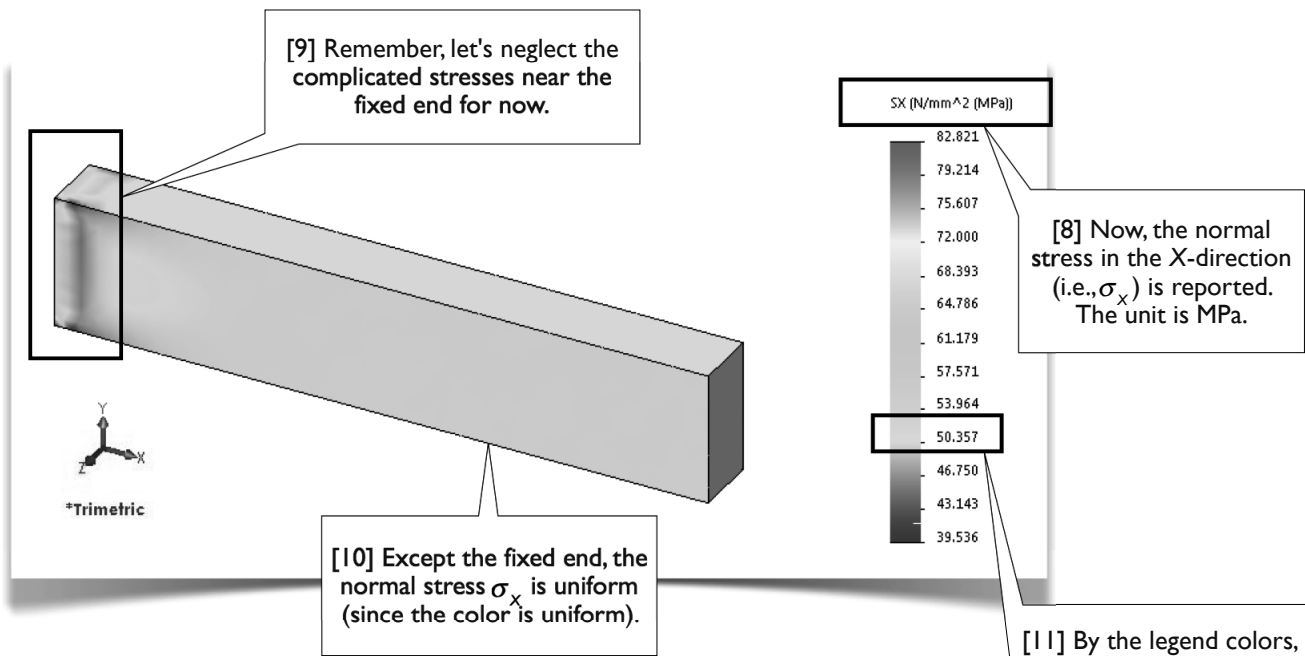 [9] Remember, let's neglect the
complicated stresses near the
fixed end for now.
SX (N/mm^2 (MPa))
82.821
79.214
75.607
72.000
68.393
64.786
61.179
57.571
53.964
50.357
46.750
43.143
39.536
[8] Now, the normal
stress in the X-direction
(i.e., σx) is reported.
The unit is MPa.
Y
X
Z
*Trimetric
[10] Except the fixed end, the
normal stress σx is uniform
(since the color is uniform).
[11] By the legend colors,